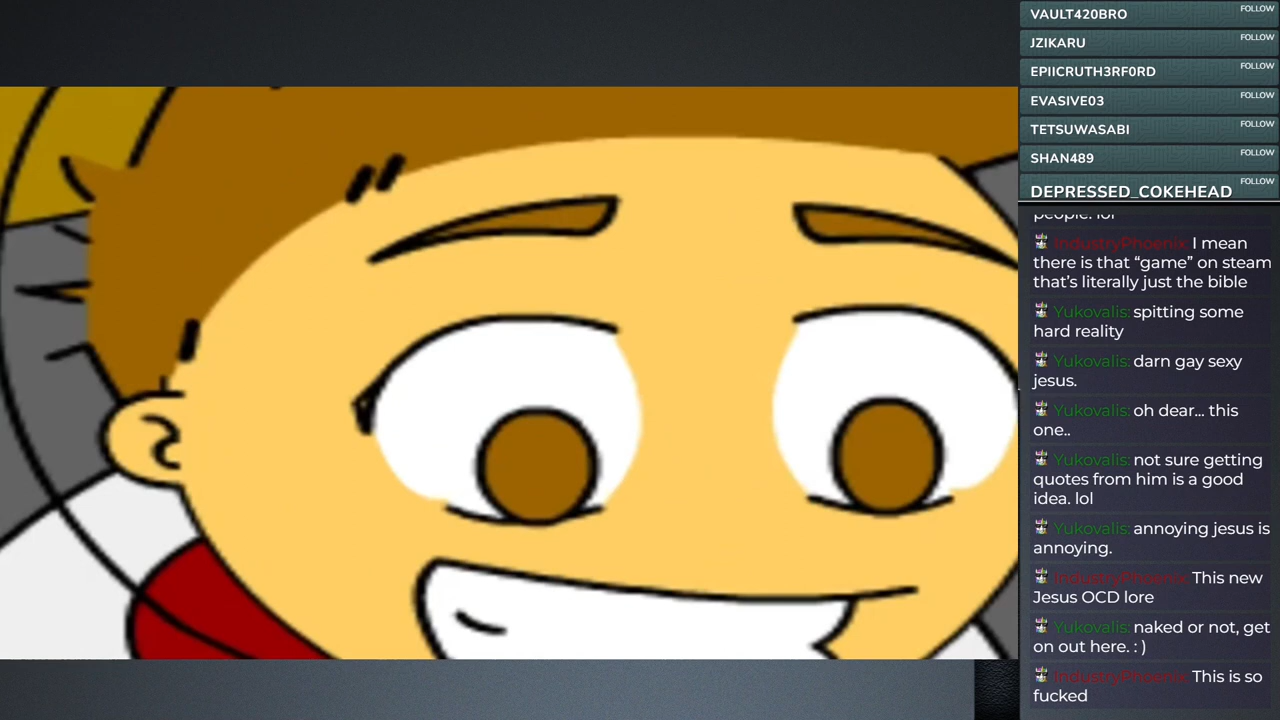 VAULT420BRO FOLLOW
JZIKARU FOLLOW
EPIICRUTH3RF0RD FOLLOW
EVASIVE03 FOLLOW
TETSUWASABI FOLLOW
SHAN489 FOLLOW
DEPRESSED_COKEHEAD FOLLOW
people. lol
IndustryPhoenix: I mean
there is that “game” on steam
that’s literally just the bible
Yukovalis: spitting some
hard reality
Yukovalis: darn gay sexy
jesus.
Yukovalis: oh dear... this
one..
Yukovalis: not sure getting
quotes from him is a good
idea. lol
Yukovalis: annoying jesus is
annoying.
IndustryPhoenix: This new
Jesus OCD lore
Yukovalis: naked or not, get
on out here. : )
IndustryPhoenix: This is so
fucked